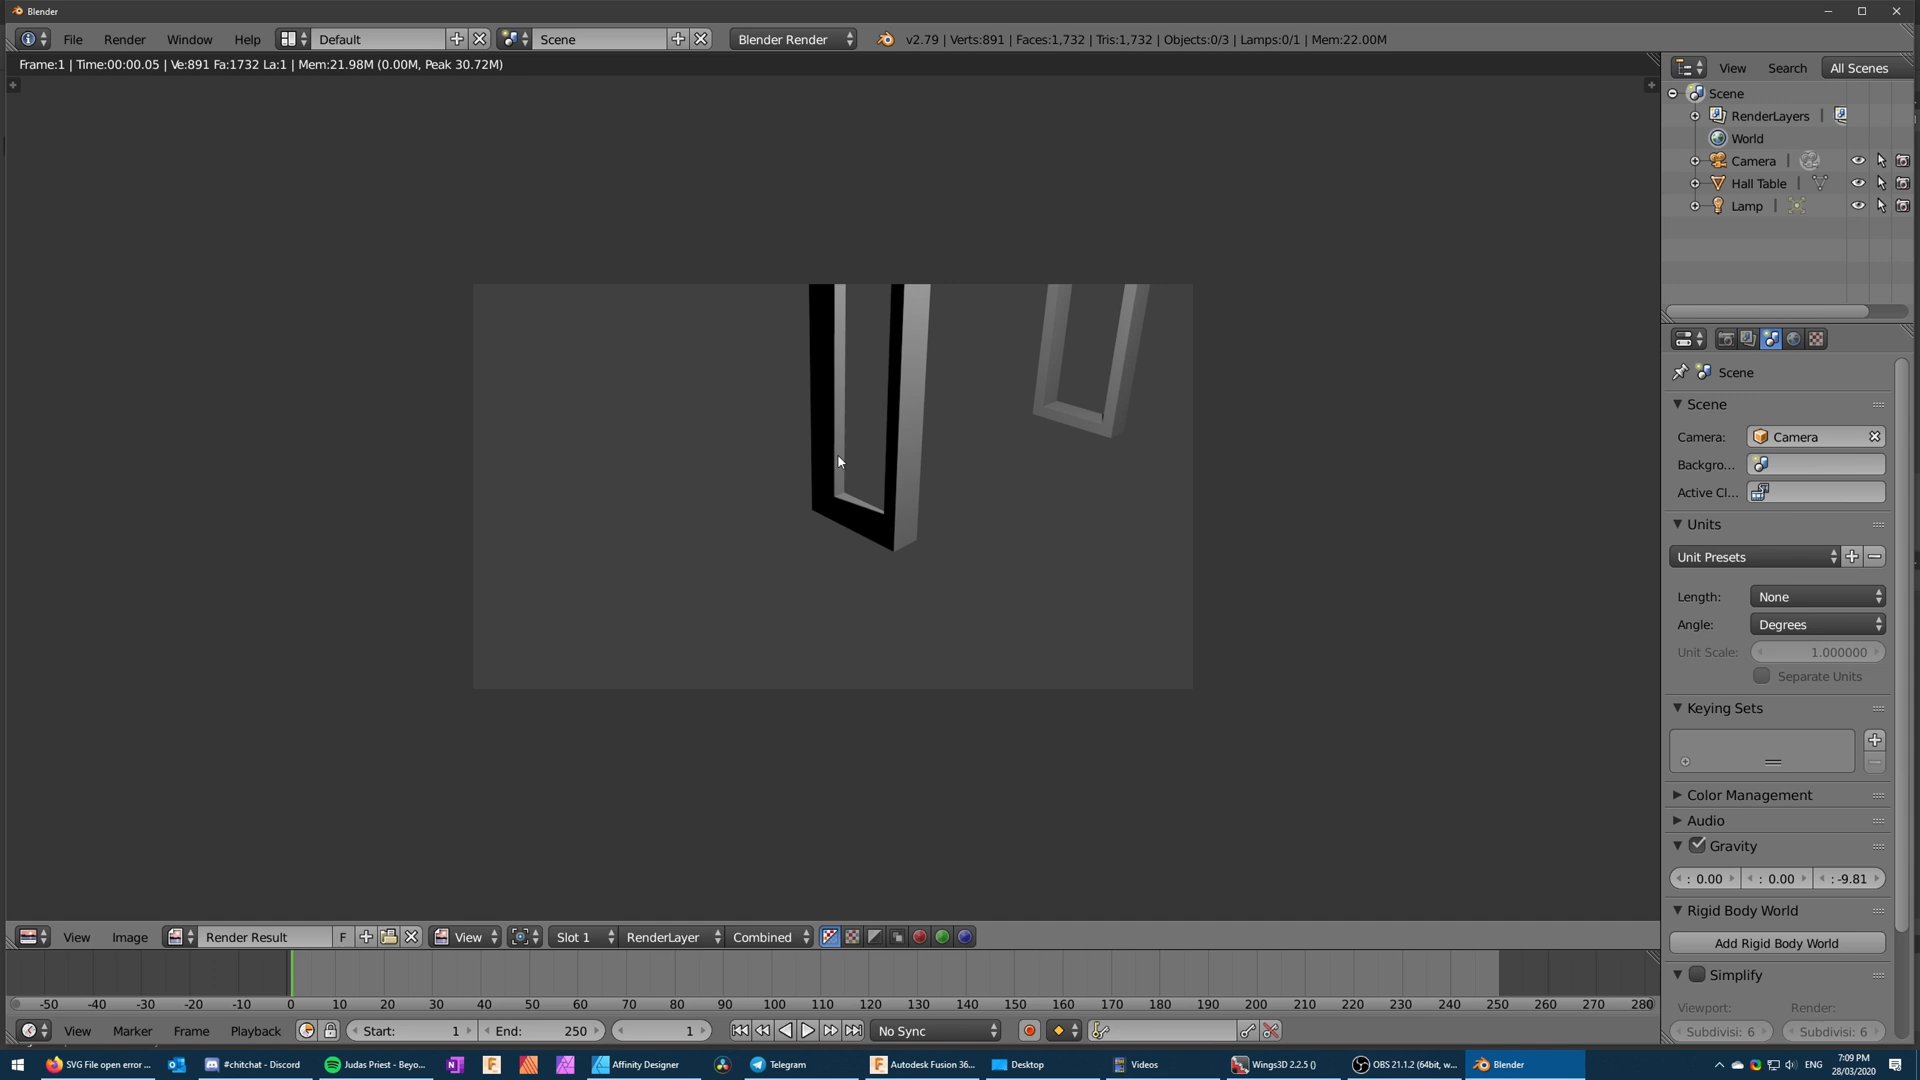 Blender
File Render Window Help Default Scene Blender Render v2.79 | Verts:891 | Faces:1,732 | Tris:1,732 | Objects:0/3 | Lamps:0/1 | Mem:22.00M
Frame:1 | Time:00:00.05 | Ve:891 Fa:1732 La:1 | Mem:21.98M (0.00M, Peak 30.72M)
View Search All Scenes
Scene
RenderLayers |
World
Camera |
Hall Table |
Lamp |
Scene
Scene
Camera: Camera
Backgro...
Active Cl...
Units
Unit Presets
Length: None
Angle: Degrees
Unit Scale: 1.000000
Separate Units
Keying Sets
Color Management
Audio
Gravity
: 0.00 : 0.00 : -9.81
Rigid Body World
Add Rigid Body World
Simplify
Viewport: Render:
Subdivisi: 6 Subdivisi: 6
View Image Render Result F View Slot 1 RenderLayer Combined
-50 -40 -30 -20 -10 0 10 20 30 40 50 60 70 80 90 100 110 120 130 140 150 160 170 180 190 200 210 220 230 240 250 260 270 280
View Marker Frame Playback Start: 1 End: 250 1 No Sync
SVG File open error ... #chitchat - Discord Judas Priest - Beyo... Affinity Designer Telegram Autodesk Fusion 36... Desktop Videos Wings3D 2.2.5 () OBS 21.1.2 (64bit, w... Blender ENG 7:09 PM
28/03/2020